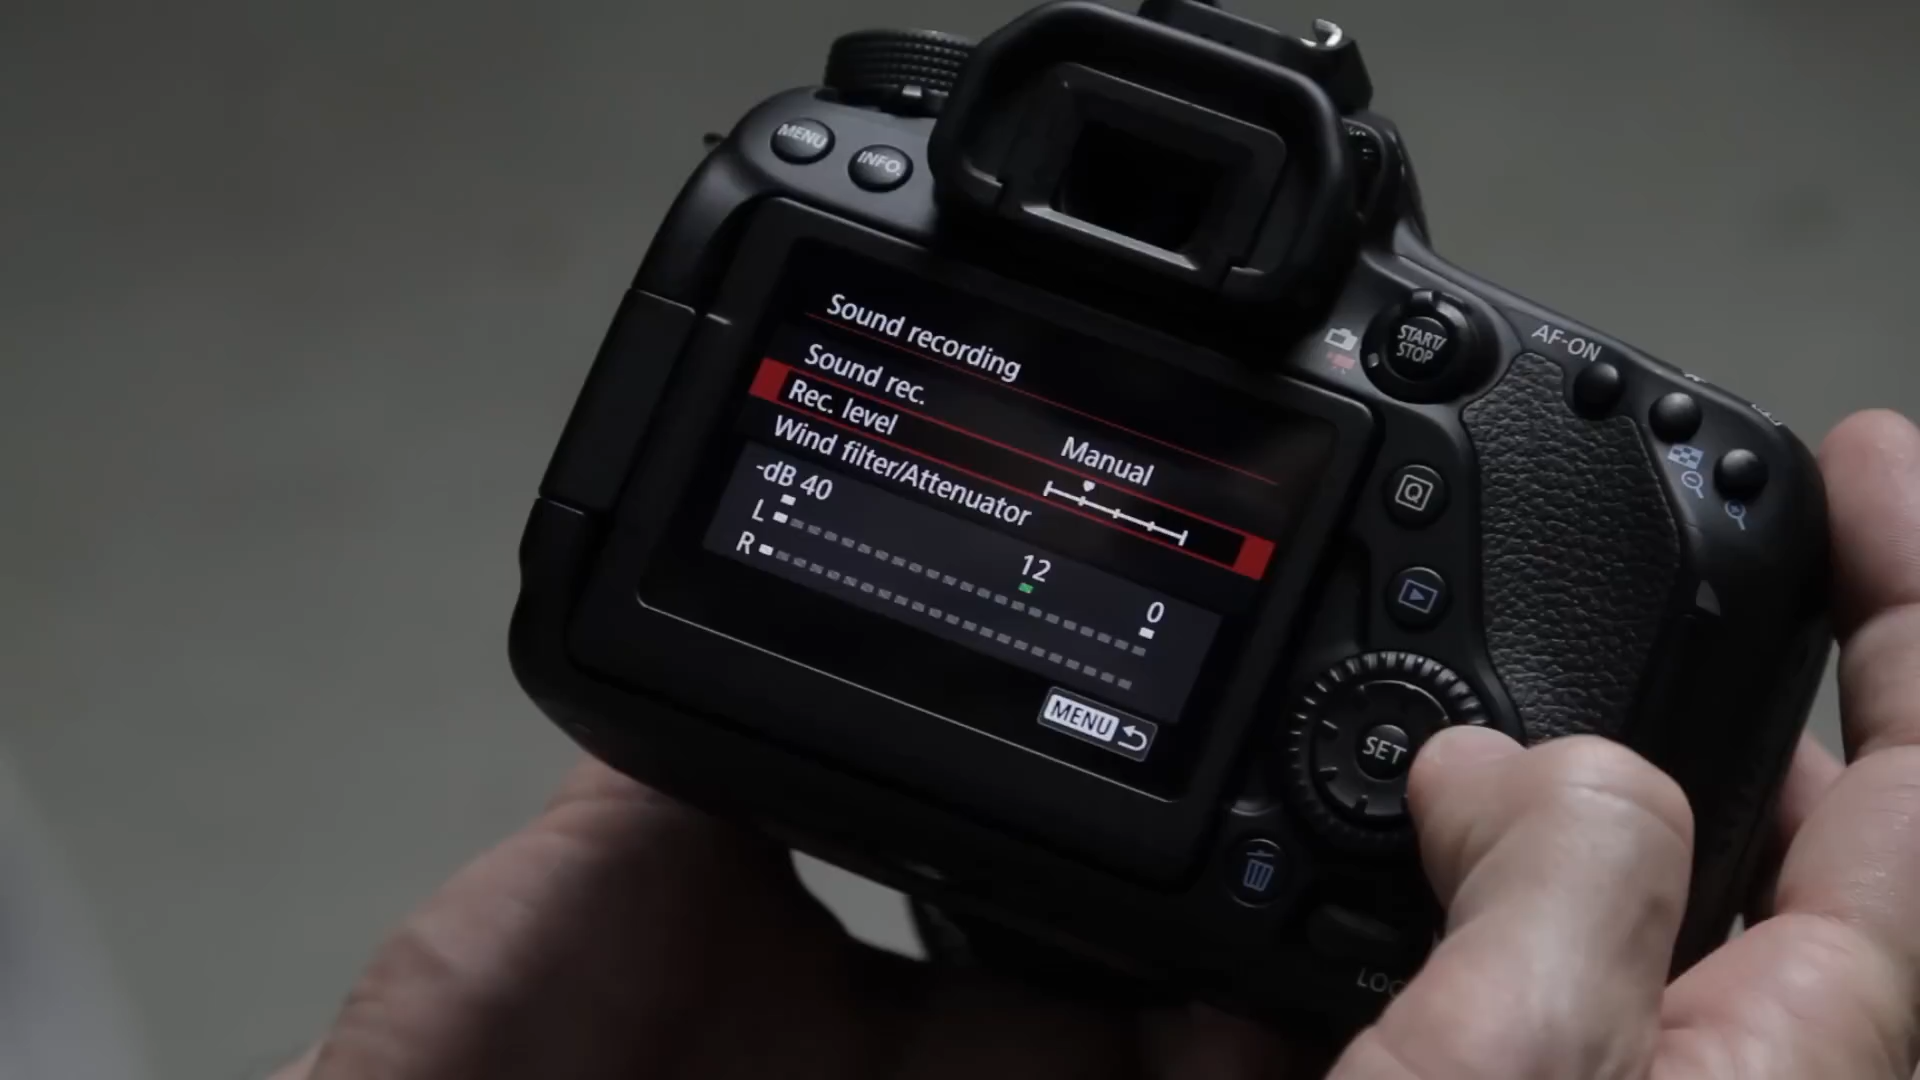 MENU
INFO.
Sound recording
Sound rec. Manual
Rec. level
Wind filter/Attenuator
-dB 40 12 0
L
R
MENU
START/
STOP
AF-ON
Q
SET